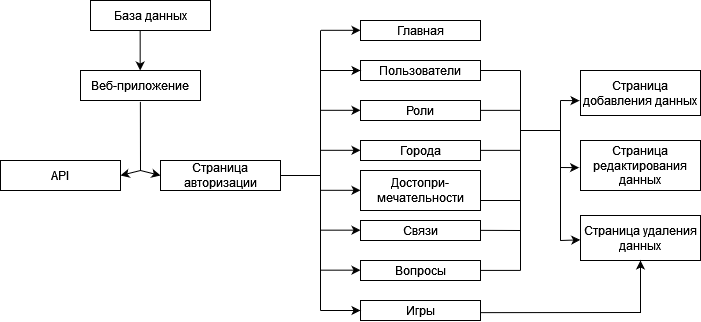 База данных
Веб-приложение
API
Страница
авторизации
Главная
Пользователи
Роли
Города
Достопри-
мечательности
Связи
Вопросы
Игры
Страница
добавления данных
Страница
редактирования
данных
Страница удаления
данных